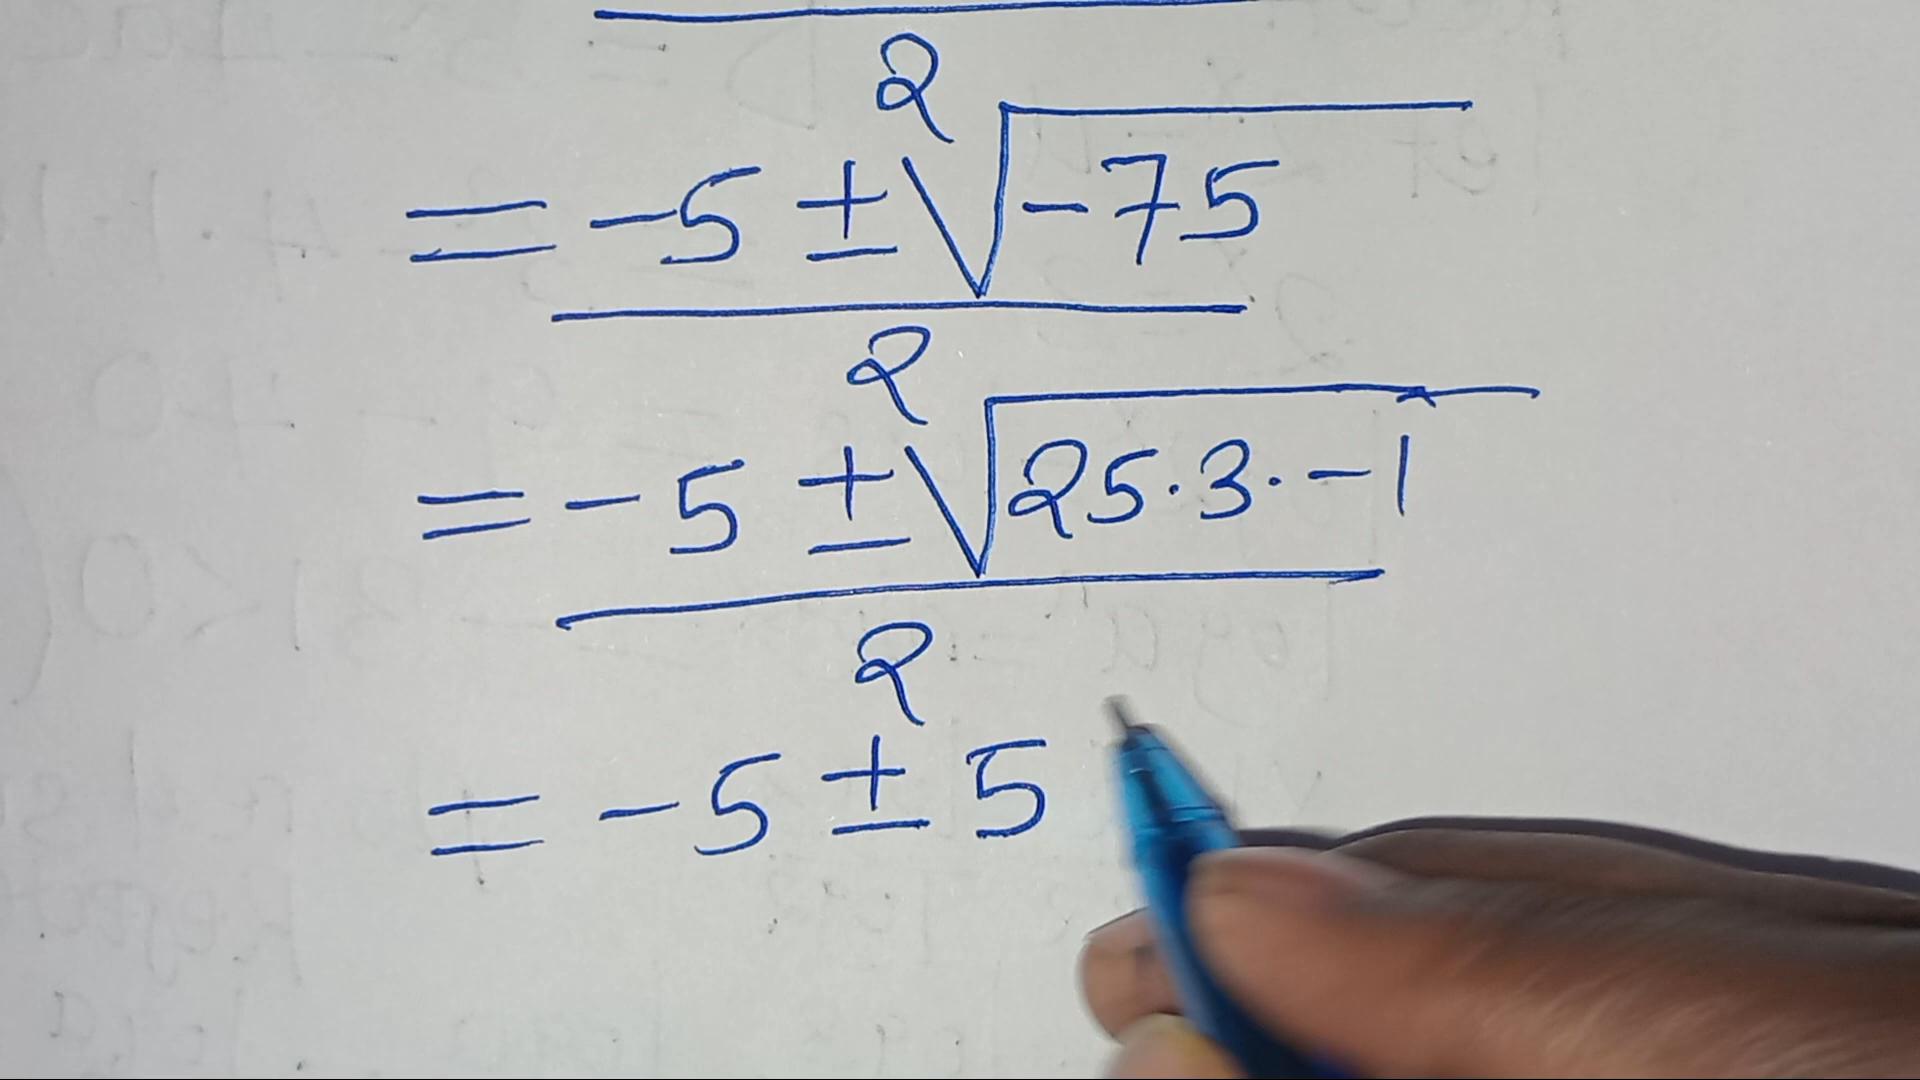 2
= -5 ± √-75
2
= -5 ± √25·3·-1
2
= -5 ± 5